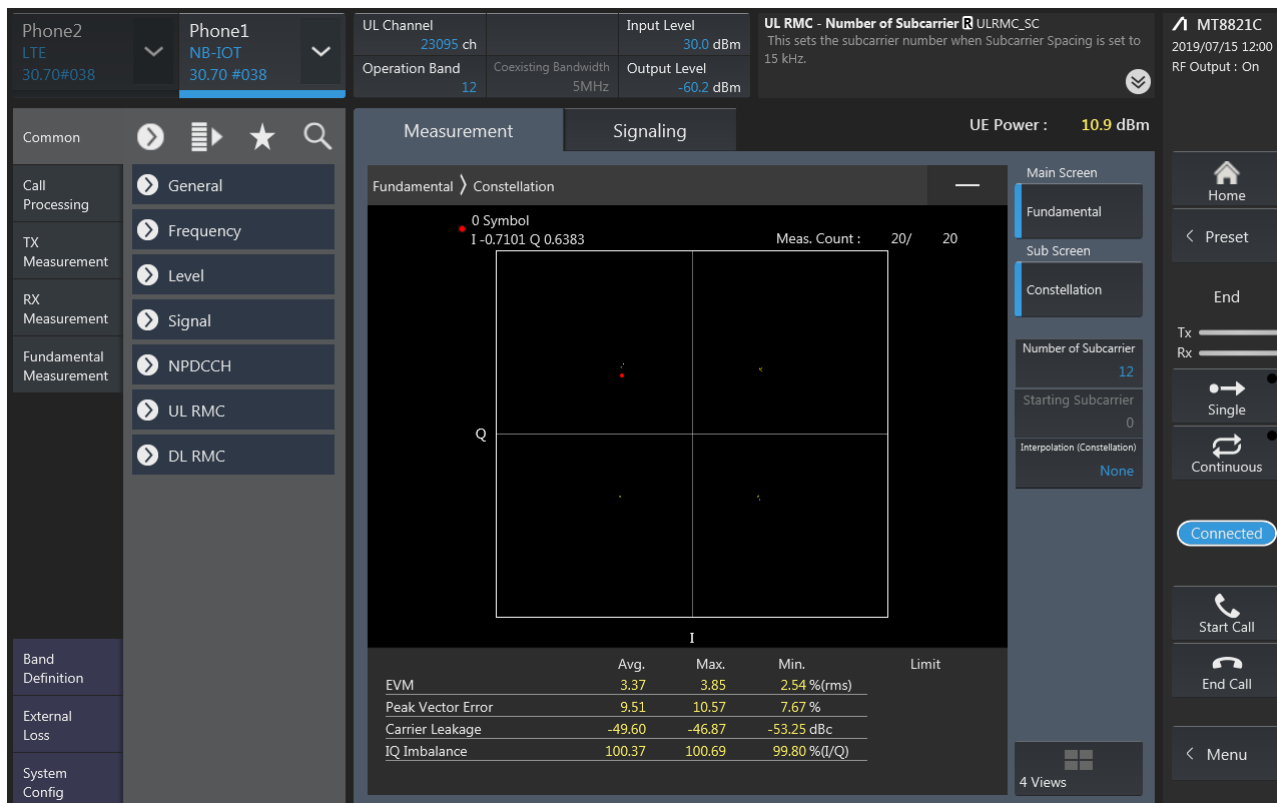 Phone2
LTE
30.70#038
Phone1
NB-IOT
30.70 #038
UL Channel
23095 ch
Operation Band
12
Coexisting Bandwidth
5MHz
Input Level
30.0 dBm
Output Level
-60.2 dBm
UL RMC - Number of Subcarrier R ULRMC_SC
This sets the subcarrier number when Subcarrier Spacing is set to
15 kHz.
MT8821C
2019/07/15 12:00
RF Output : On
Common
Call
Processing
TX
Measurement
RX
Measurement
Fundamental
Measurement
Band
Definition
External
Loss
System
Config
General
Frequency
Level
Signal
NPDCCH
UL RMC
DL RMC
Measurement
Signaling
UE Power : 10.9 dBm
Fundamental 〉 Constellation
0 Symbol
I -0.7101 Q 0.6383
Meas. Count : 20/ 20
Q
I
Avg. Max. Min. Limit
EVM 3.37 3.85 2.54 %(rms)
Peak Vector Error 9.51 10.57 7.67 %
Carrier Leakage -49.60 -46.87 -53.25 dBc
IQ Imbalance 100.37 100.69 99.80 %(I/Q)
Main Screen
Fundamental
Sub Screen
Constellation
Number of Subcarrier
12
Starting Subcarrier
0
Interpolation (Constellation)
None
4 Views
Home
Preset
End
Tx
Rx
Single
Continuous
Connected
Start Call
End Call
Menu